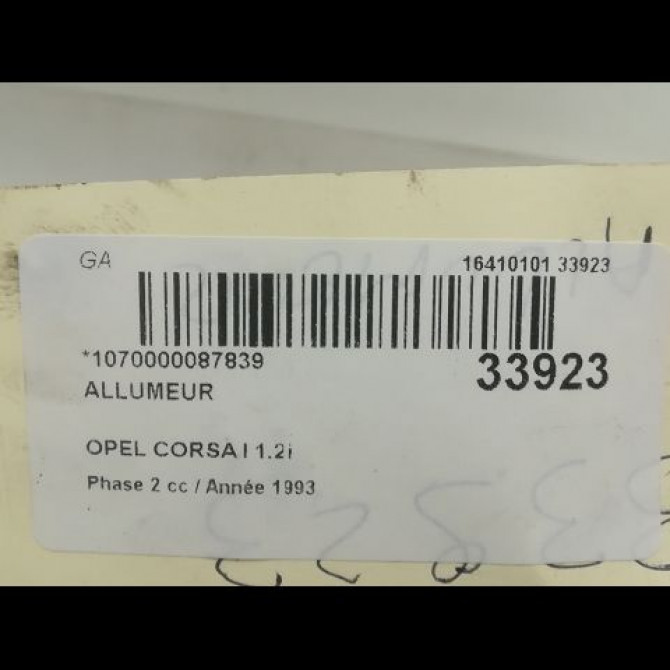 GA
16410101 33923
*1070000087839
33923
ALLUMEUR
OPEL CORSA I 1.2i
Phase 2 cc / Année 1993